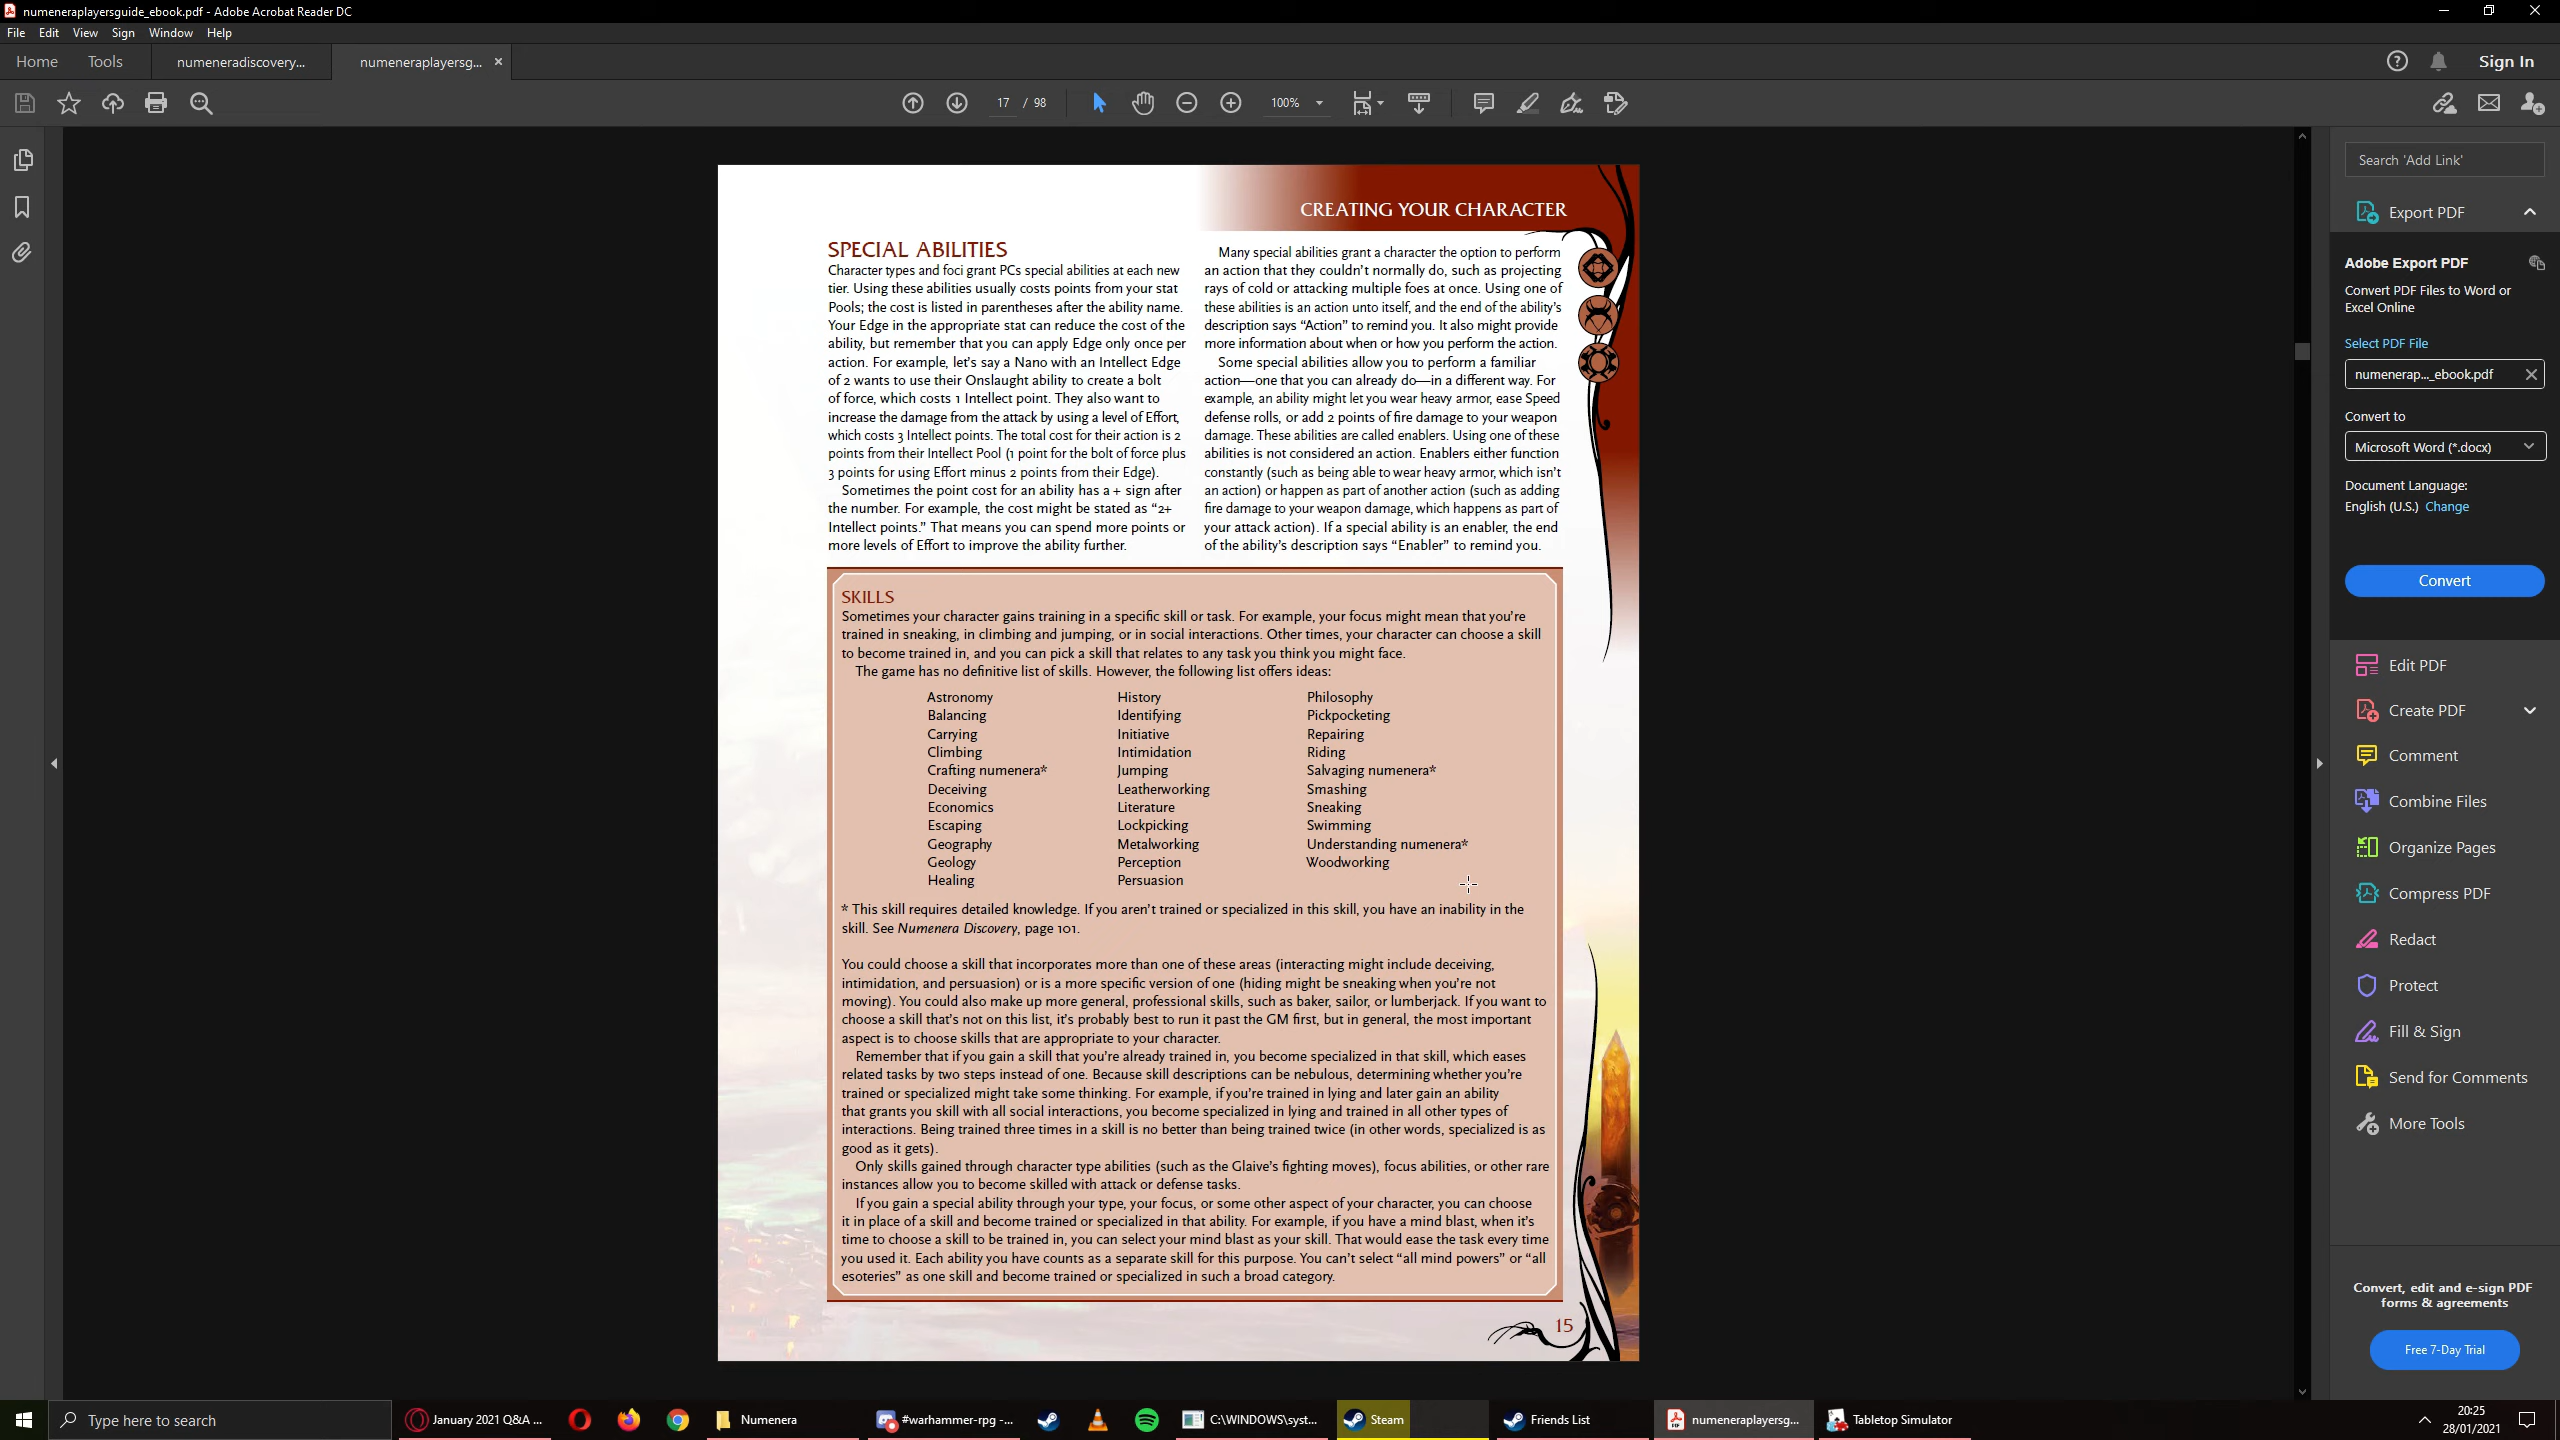 numeneraplayersguide_ebook.pdf - Adobe Acrobat Reader DC
File Edit View Sign Window Help
Home Tools numeneradiscovery... numeneraplayersg... Sign In
17 / 98 100%
CREATING YOUR CHARACTER
SPECIAL ABILITIES
Character types and foci grant PCs special abilities at each new
tier. Using these abilities usually costs points from your stat
Pools; the cost is listed in parentheses after the ability name.
Your Edge in the appropriate stat can reduce the cost of the
ability, but remember that you can apply Edge only once per
action. For example, let's say a Nano with an Intellect Edge
of 2 wants to use their Onslaught ability to create a bolt
of force, which costs 1 Intellect point. They also want to
increase the damage from the attack by using a level of Effort,
which costs 3 Intellect points. The total cost for their action is 2
points from their Intellect Pool (1 point for the bolt of force plus
3 points for using Effort minus 2 points from their Edge).
Sometimes the point cost for an ability has a + sign after
the number. For example, the cost might be stated as “2+
Intellect points.” That means you can spend more points or
more levels of Effort to improve the ability further.
Many special abilities grant a character the option to perform
an action that they couldn't normally do, such as projecting
rays of cold or attacking multiple foes at once. Using one of
these abilities is an action unto itself, and the end of the ability's
description says “Action” to remind you. It also might provide
more information about when or how you perform the action.
Some special abilities allow you to perform a familiar
action—one that you can already do—in a different way. For
example, an ability might let you wear heavy armor, ease Speed
defense rolls, or add 2 points of fire damage to your weapon
damage. These abilities are called enablers. Using one of these
abilities is not considered an action. Enablers either function
constantly (such as being able to wear heavy armor, which isn't
an action) or happen as part of another action (such as adding
fire damage to your weapon damage, which happens as part of
your attack action). If a special ability is an enabler, the end
of the ability's description says “Enabler” to remind you.
SKILLS
Sometimes your character gains training in a specific skill or task. For example, your focus might mean that you're
trained in sneaking, in climbing and jumping, or in social interactions. Other times, your character can choose a skill
to become trained in, and you can pick a skill that relates to any task you think you might face.
The game has no definitive list of skills. However, the following list offers ideas:
Astronomy
Balancing
Carrying
Climbing
Crafting numenera*
Deceiving
Economics
Escaping
Geography
Geology
Healing
History
Identifying
Initiative
Intimidation
Jumping
Leatherworking
Literature
Lockpicking
Metalworking
Perception
Persuasion
Philosophy
Pickpocketing
Repairing
Riding
Salvaging numenera*
Smashing
Sneaking
Swimming
Understanding numenera*
Woodworking
* This skill requires detailed knowledge. If you aren't trained or specialized in this skill, you have an inability in the
skill. See Numenera Discovery, page 101.
You could choose a skill that incorporates more than one of these areas (interacting might include deceiving,
intimidation, and persuasion) or is a more specific version of one (hiding might be sneaking when you're not
moving). You could also make up more general, professional skills, such as baker, sailor, or lumberjack. If you want to
choose a skill that's not on this list, it's probably best to run it past the GM first, but in general, the most important
aspect is to choose skills that are appropriate to your character.
Remember that if you gain a skill that you're already trained in, you become specialized in that skill, which eases
related tasks by two steps instead of one. Because skill descriptions can be nebulous, determining whether you're
trained or specialized might take some thinking. For example, if you're trained in lying and later gain an ability
that grants you skill with all social interactions, you become specialized in lying and trained in all other types of
interactions. Being trained three times in a skill is no better than being trained twice (in other words, specialized is as
good as it gets).
Only skills gained through character type abilities (such as the Glaive's fighting moves), focus abilities, or other rare
instances allow you to become skilled with attack or defense tasks.
If you gain a special ability through your type, your focus, or some other aspect of your character, you can choose
it in place of a skill and become trained or specialized in that ability. For example, if you have a mind blast, when it's
time to choose a skill to be trained in, you can select your mind blast as your skill. That would ease the task every time
you used it. Each ability you have counts as a separate skill for this purpose. You can't select “all mind powers” or “all
esoteries” as one skill and become trained or specialized in such a broad category.
15
Search 'Add Link'
Export PDF
Adobe Export PDF
Convert PDF Files to Word or
Excel Online
Select PDF File
numenerap..._ebook.pdf
Convert to
Microsoft Word (*.docx)
Document Language:
English (U.S.) Change
Convert
Edit PDF
Create PDF
Comment
Combine Files
Organize Pages
Compress PDF
Redact
Protect
Fill & Sign
Send for Comments
More Tools
Convert, edit and e-sign PDF
forms & agreements
Free 7-Day Trial
Type here to search January 2021 Q&A ... Numenera #warhammer-rpg -... C:\WINDOWS\syst... Steam Friends List numeneraplayersg... Tabletop Simulator
20:25
28/01/2021